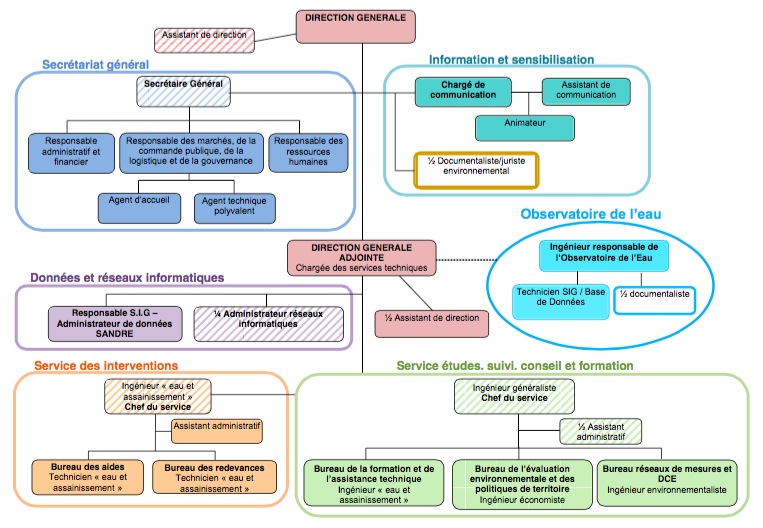 DIRECTION GENERALE
Assistant de direction
Secrétariat général
Secrétaire Général
Responsable
administratif et
financier
Responsable des marchés, de la
commande publique, de la
logistique et de la gouvernance
Responsable des
ressources
humaines
Agent d'accueil
Agent technique
polyvalent
Information et sensibilisation
Chargé de
communication
Assistant de
communication
Animateur
½ Documentaliste/juriste
environnemental
DIRECTION GENERALE
ADJOINTE
Chargée des services techniques
Observatoire de l'eau
Ingénieur responsable de
l'Observatoire de l'Eau
Technicien SIG / Base
de Données
½ documentaliste
Données et réseaux informatiques
Responsable S.I.G –
Administrateur de données
SANDRE
¼ Administrateur réseaux
informatiques
½ Assistant de direction
Service des interventions
Ingénieur « eau et
assainissement »
Chef du service
Assistant administratif
Bureau des aides
Technicien « eau et
assainissement »
Bureau des redevances
Technicien « eau et
assainissement »
Service études. suivi. conseil et formation
Ingénieur généraliste
Chef du service
½ Assistant
administratif
Bureau de la formation et de
l'assistance technique
Ingénieur « eau et
assainissement »
Bureau de l'évaluation
environnementale et des
politiques de territoire
Ingénieur économiste
Bureau réseaux de mesures et
DCE
Ingénieur environnementaliste